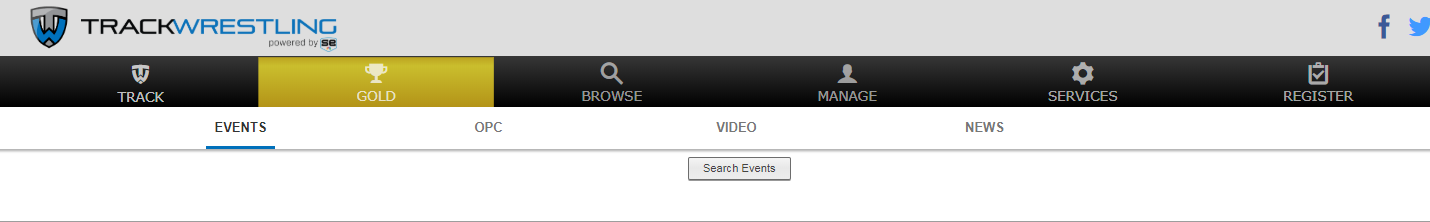 TRACKWRESTLING
powered by se
TRACK GOLD BROWSE MANAGE SERVICES REGISTER
EVENTS OPC VIDEO NEWS
Search Events